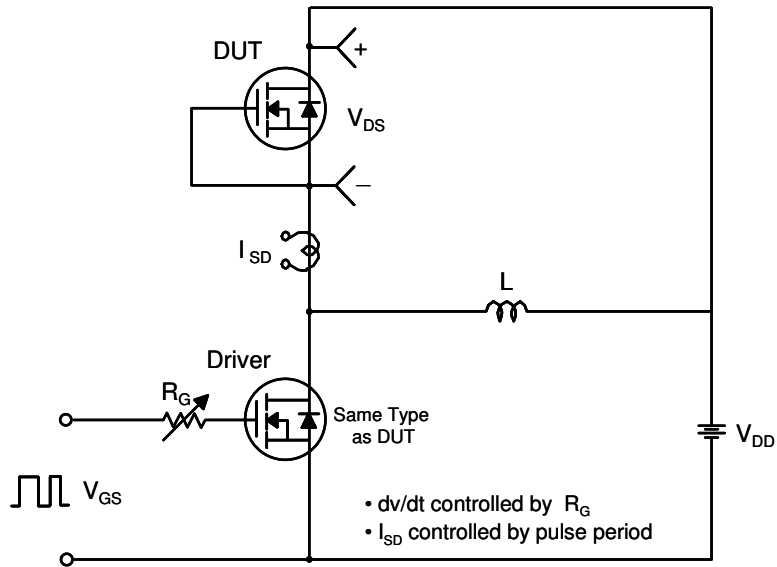 DUT
+
V_DS
–
I_SD
L
Driver
R_G
Same Type
as DUT
V_DD
V_GS
• dv/dt controlled by R_G
• I_SD controlled by pulse period